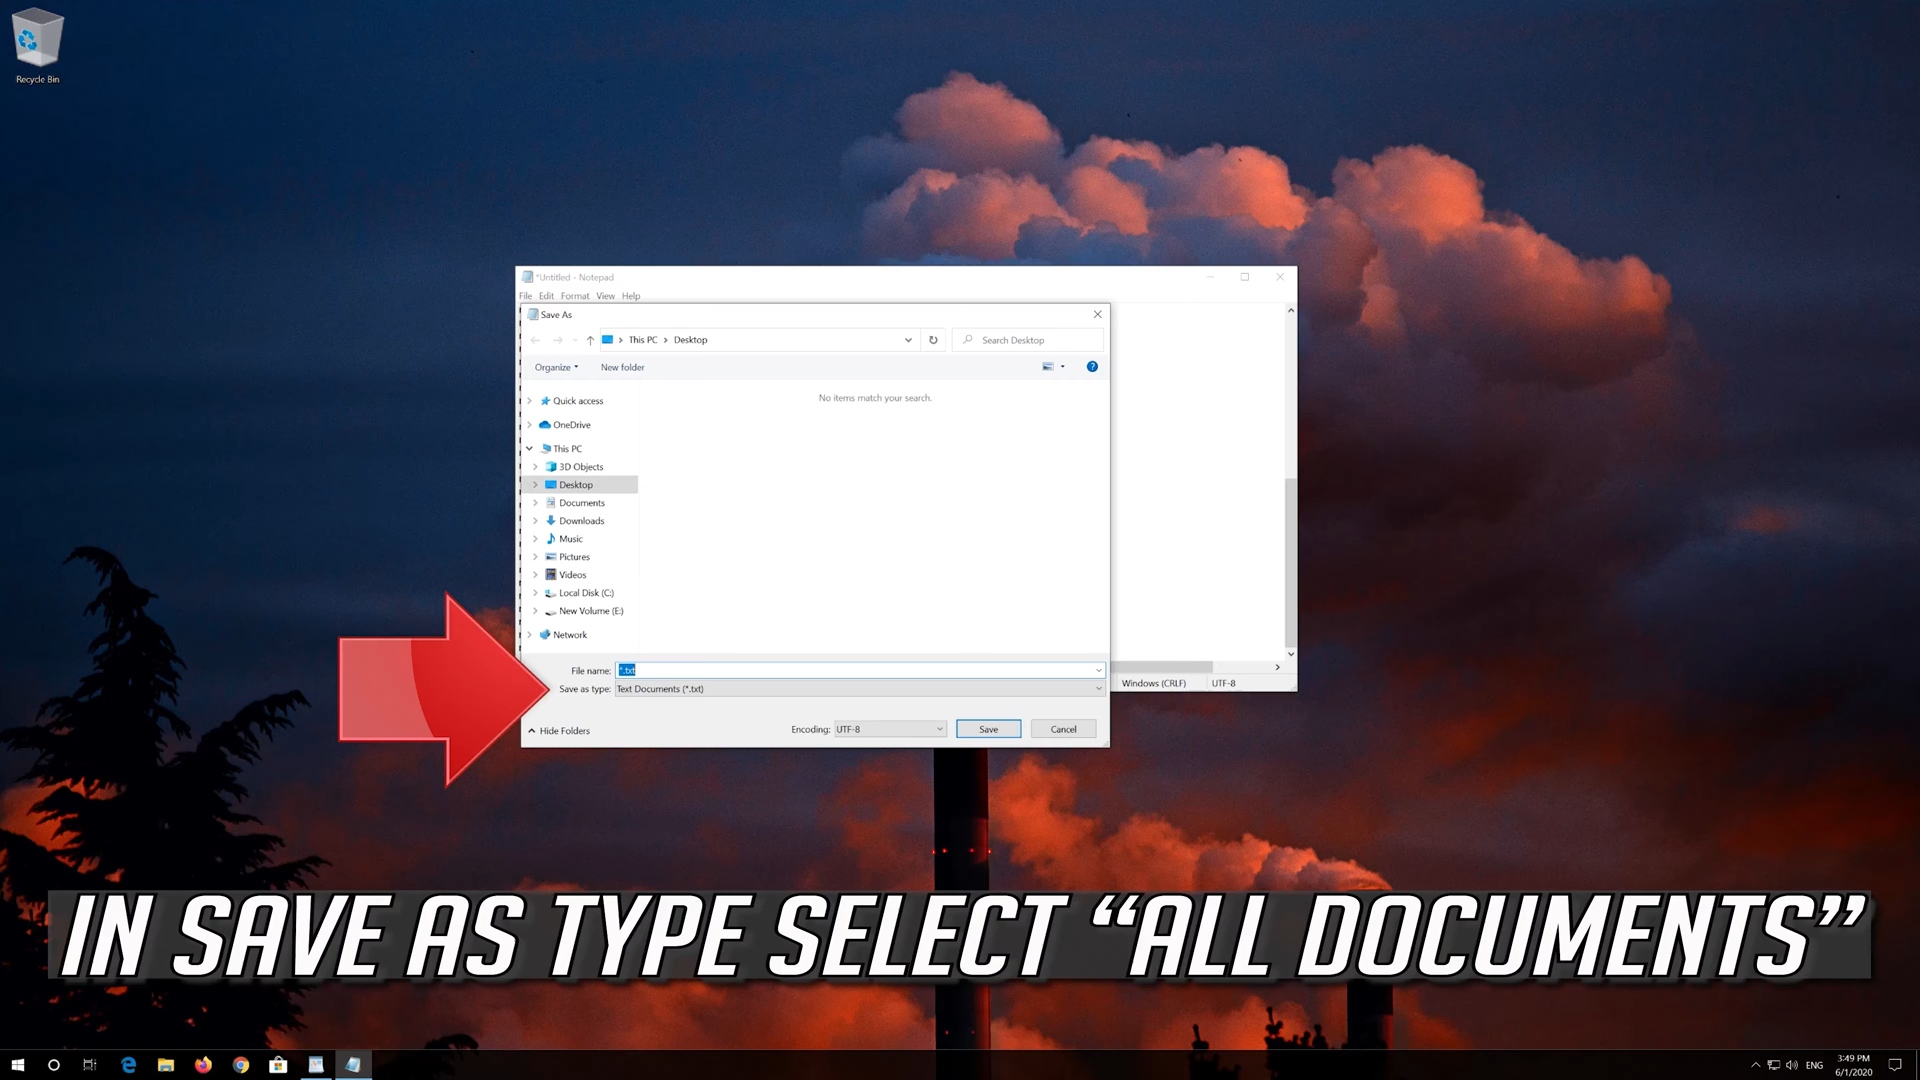 Recycle Bin
*Untitled - Notepad
File Edit Format View Help
Save As
This PC Desktop
Search Desktop
Organize New folder
No items match your search.
Quick access
OneDrive
This PC
3D Objects
Desktop
Documents
Downloads
Music
Pictures
Videos
Local Disk (C:)
New Volume (E:)
Network
File name: *.txt
Save as type: Text Documents (*.txt)
Windows (CRLF) UTF-8
Hide Folders Encoding: UTF-8 Save Cancel
IN SAVE AS TYPE SELECT “ALL DOCUMENTS”
ENG
3:49 PM
6/1/2020